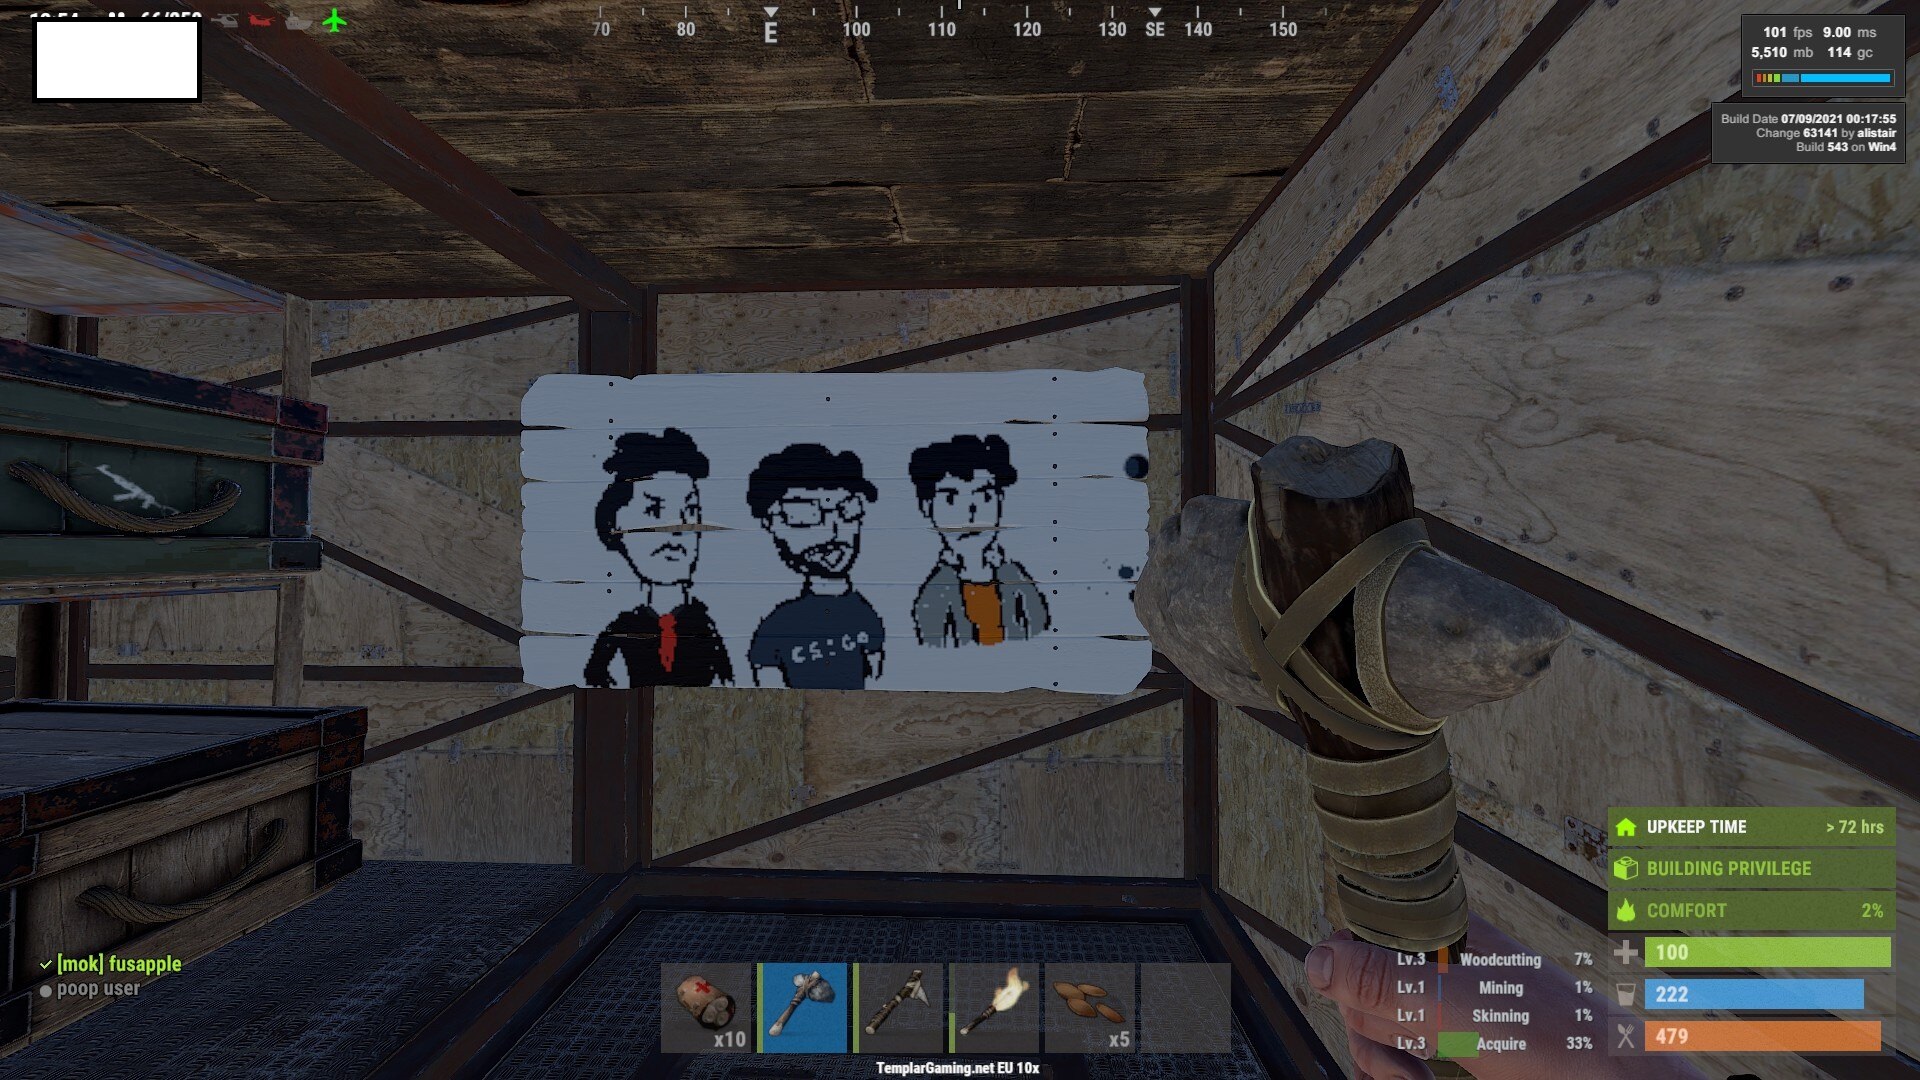 70 80 E 100 110 120 130 SE 140 150
101 fps 9.00 ms
5,510 mb 114 gc
Build Date 07/09/2021 00:17:55
Change 63141 by alistair
Build 543 on Win4
CS:GO
UPKEEP TIME > 72 hrs
BUILDING PRIVILEGE
COMFORT 2%
100
222
479
Lv.3 Woodcutting 7%
Lv.1 Mining 1%
Lv.1 Skinning 1%
Lv.3 Acquire 33%
[mok] fusapple
poop user
x10
x5
TemplarGaming.net EU 10x